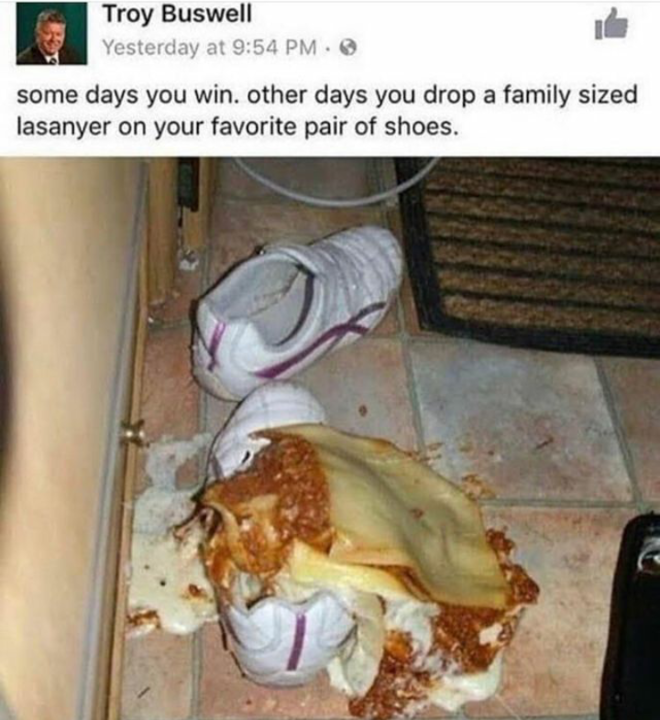 Troy Buswell
Yesterday at 9:54 PM ·
some days you win. other days you drop a family sized
lasanyer on your favorite pair of shoes.